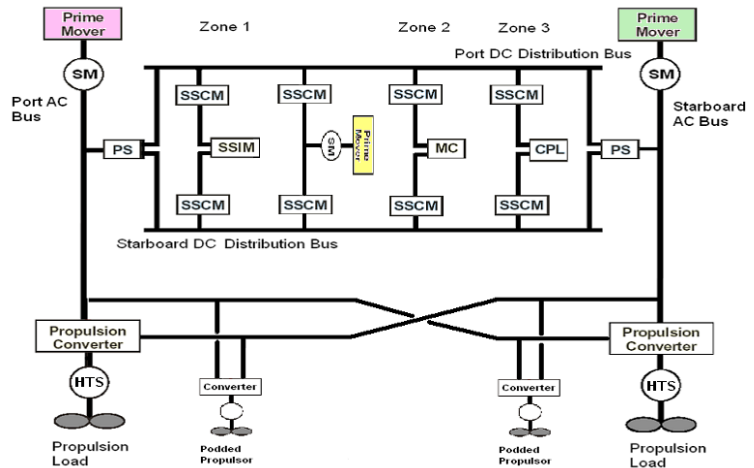 Prime
Mover
Zone 1
Zone 2
Zone 3
Prime
Mover
Port DC Distribution Bus
SM
SM
Port AC
Bus
SSCM
SSCM
SSCM
SSCM
Starboard
AC Bus
PS
SSIM
SM
Prime
Mover
MC
CPL
PS
SSCM
SSCM
SSCM
SSCM
Starboard DC Distribution Bus
Propulsion
Converter
Propulsion
Converter
HTS
Converter
Converter
HTS
Propulsion
Load
Podded
Propulsor
Podded
Propulsor
Propulsion
Load